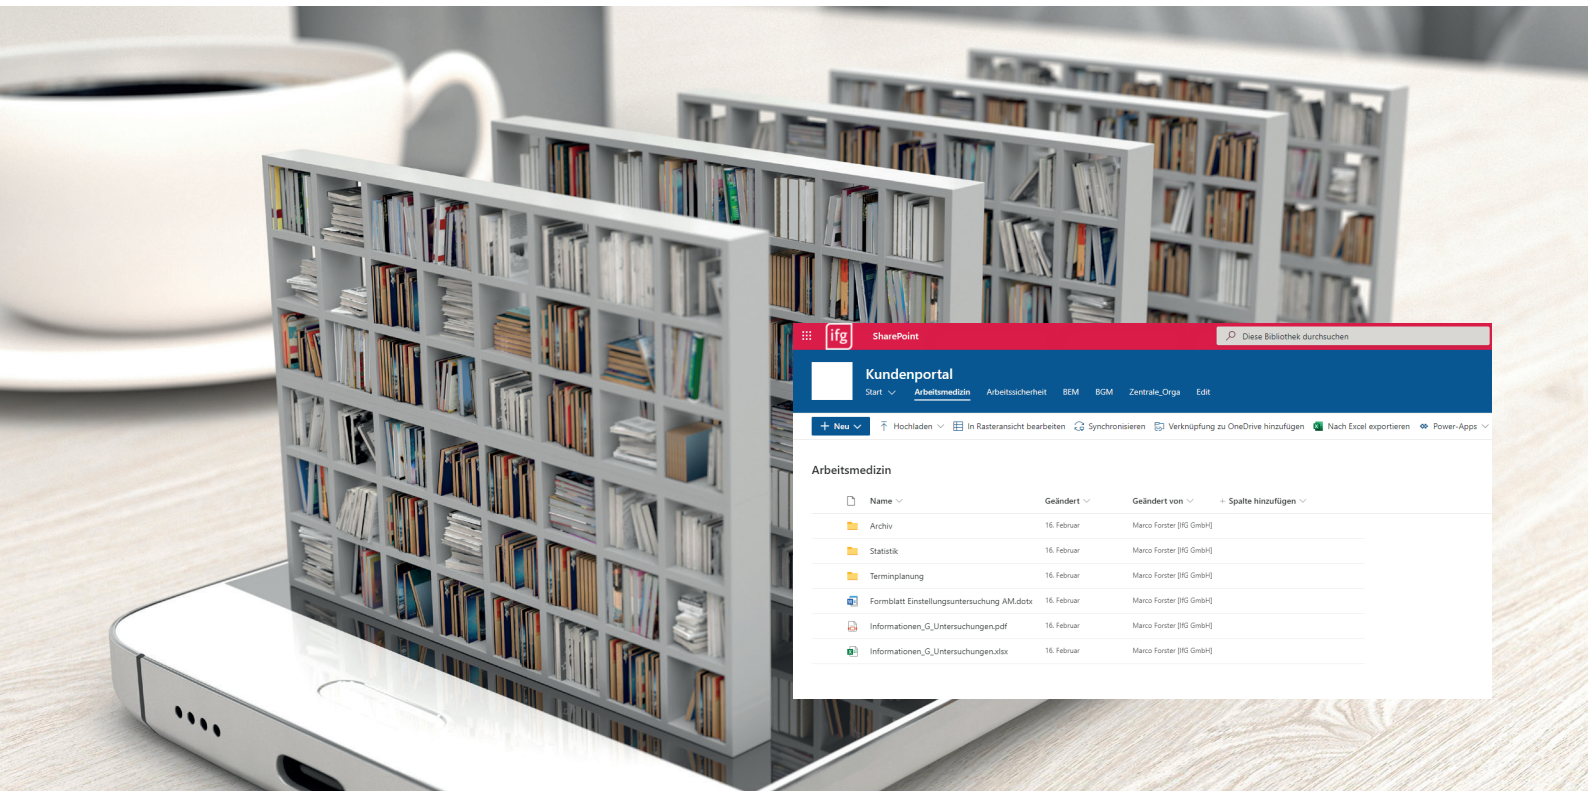 ifg SharePoint Diese Bibliothek durchsuchen
Kundenportal
Start Arbeitsmedizin Arbeitssicherheit BEM BGM Zentrale_Orga Edit
+ Neu Hochladen In Rasteransicht bearbeiten Synchronisieren Verknüpfung zu OneDrive hinzufügen Nach Excel exportieren Power-Apps
Arbeitsmedizin
Name Geändert Geändert von + Spalte hinzufügen
Archiv 16. Februar Marco Forster [IfG GmbH]
Statistik 16. Februar Marco Forster [IfG GmbH]
Terminplanung 16. Februar Marco Forster [IfG GmbH]
Formblatt Einstellungsuntersuchung AM.dotx 16. Februar Marco Forster [IfG GmbH]
Informationen_G_Untersuchungen.pdf 16. Februar Marco Forster [IfG GmbH]
Informationen_G_Untersuchungen.xlsx 16. Februar Marco Forster [IfG GmbH]